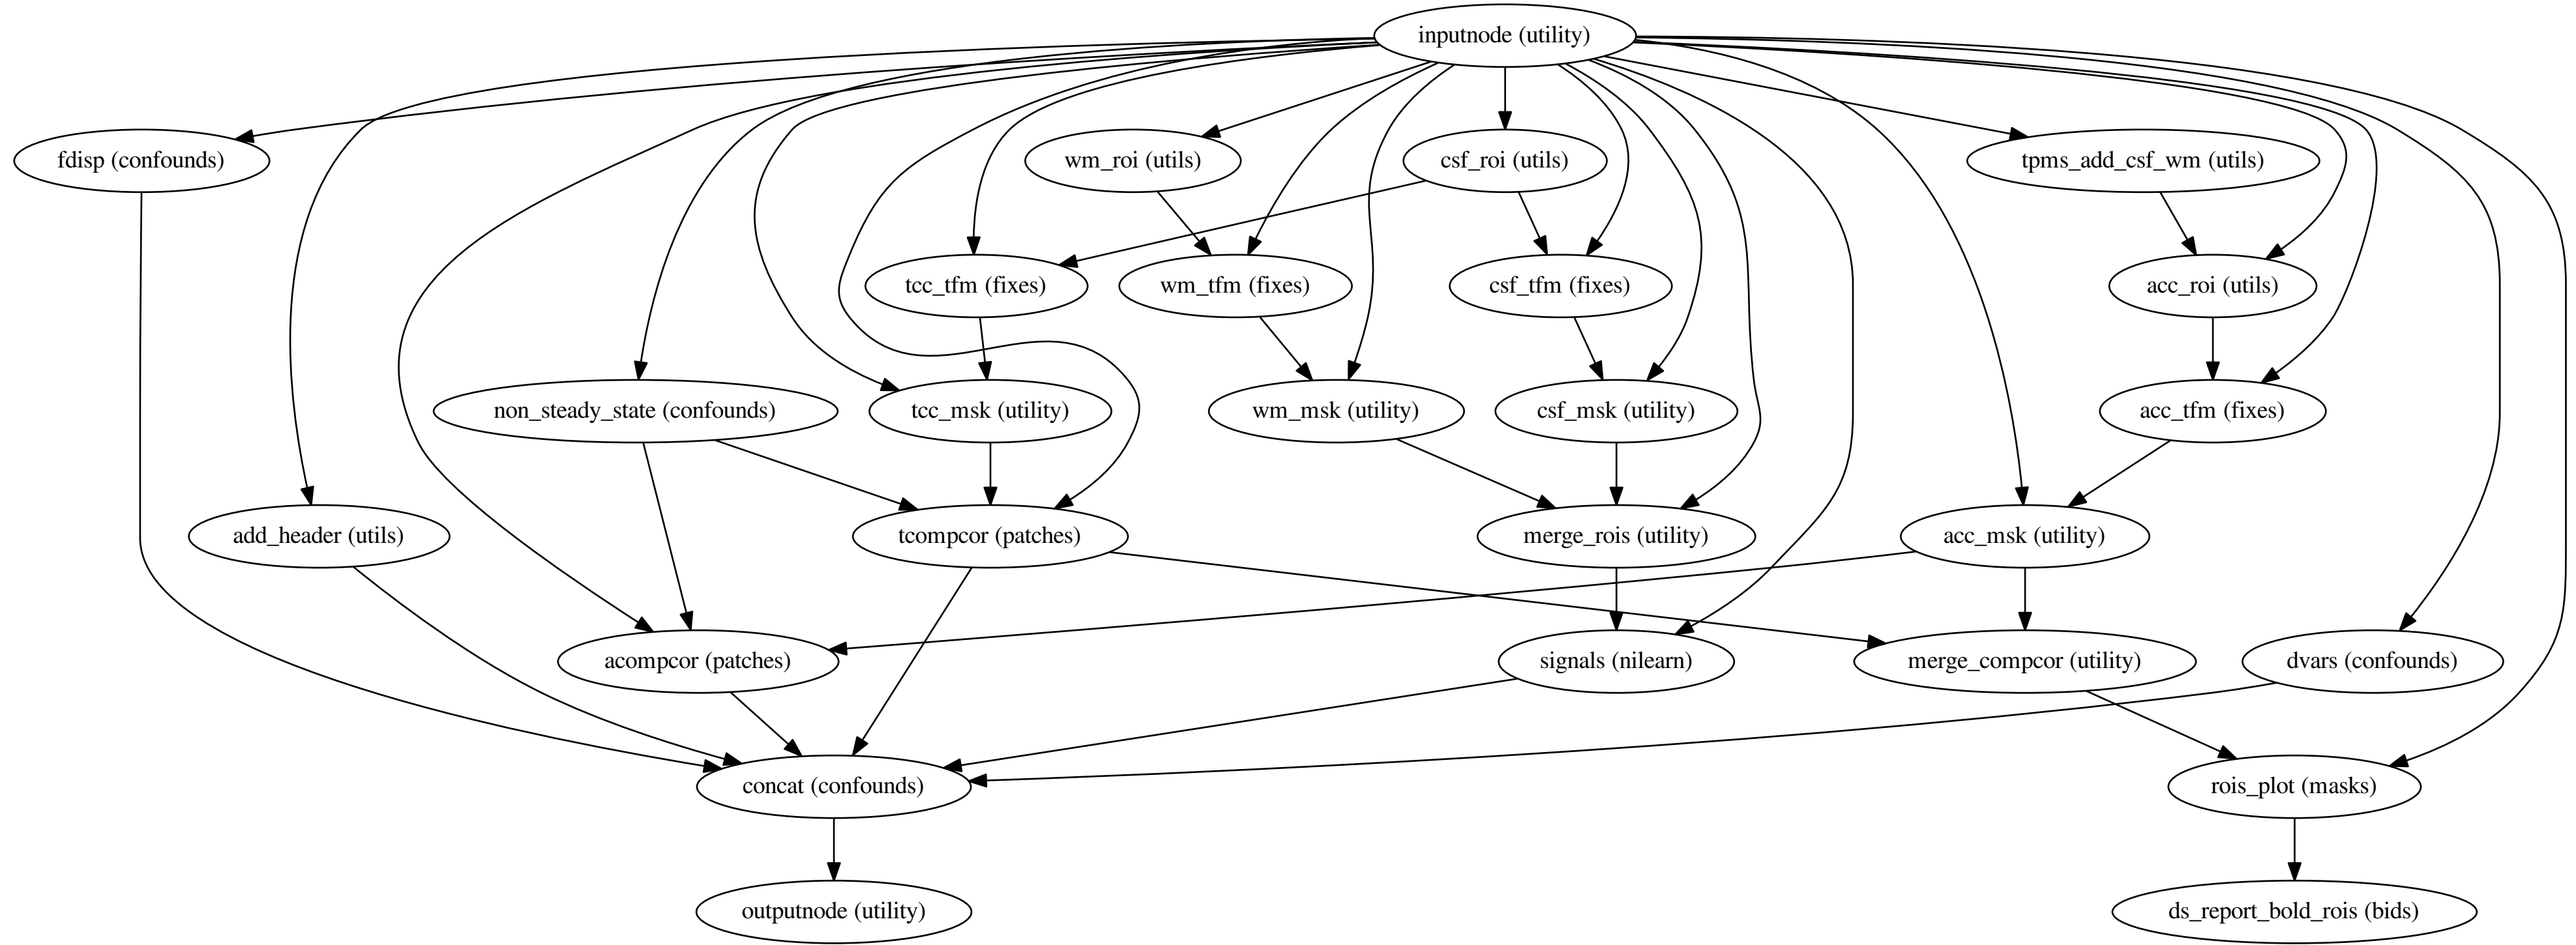 inputnode (utility)
fdisp (confounds)
wm_roi (utils)
csf_roi (utils)
tpms_add_csf_wm (utils)
tcc_tfm (fixes)
wm_tfm (fixes)
csf_tfm (fixes)
acc_roi (utils)
non_steady_state (confounds)
tcc_msk (utility)
wm_msk (utility)
csf_msk (utility)
acc_tfm (fixes)
add_header (utils)
tcompcor (patches)
merge_rois (utility)
acc_msk (utility)
acompcor (patches)
signals (nilearn)
merge_compcor (utility)
dvars (confounds)
concat (confounds)
rois_plot (masks)
outputnode (utility)
ds_report_bold_rois (bids)